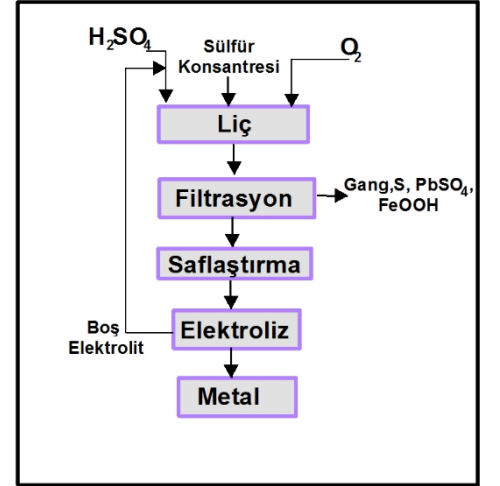 H₂SO₄
Sülfür
Konsantresi
O₂
Liç
Filtrasyon
Gang,S, PbSO₄,
FeOOH
Saflaştırma
Elektroliz
Boş
Elektrolit
Metal